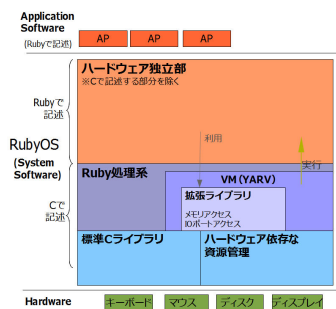 Application
Software
(Rubyで記述)
AP
AP
AP
ハードウェア独立部
※Cで記述する部分を除く
Rubyで
記述
利用
RubyOS
(System
Software)
実行
Ruby処理系
VM(YARV)
拡張ライブラリ
メモリアクセス
IOポートアクセス
Cで
記述
標準Cライブラリ
ハードウェア依存な
資源管理
Hardware
キーボード
マウス
ディスク
ディスプレイ